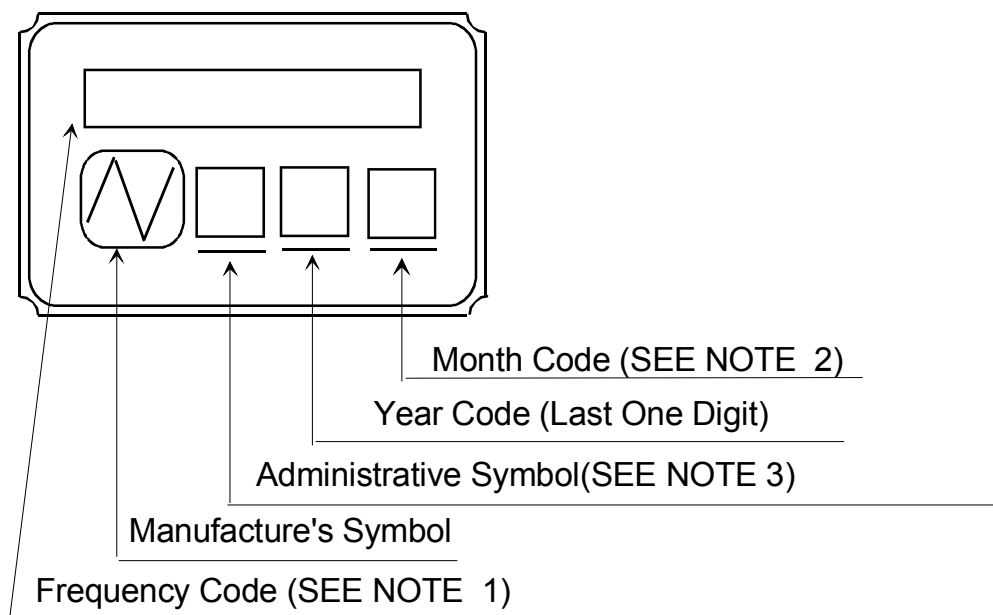 Month Code (SEE NOTE  2)
Year Code (Last One Digit)
Administrative Symbol(SEE NOTE 3)
Manufacture's Symbol
Frequency Code (SEE NOTE  1)